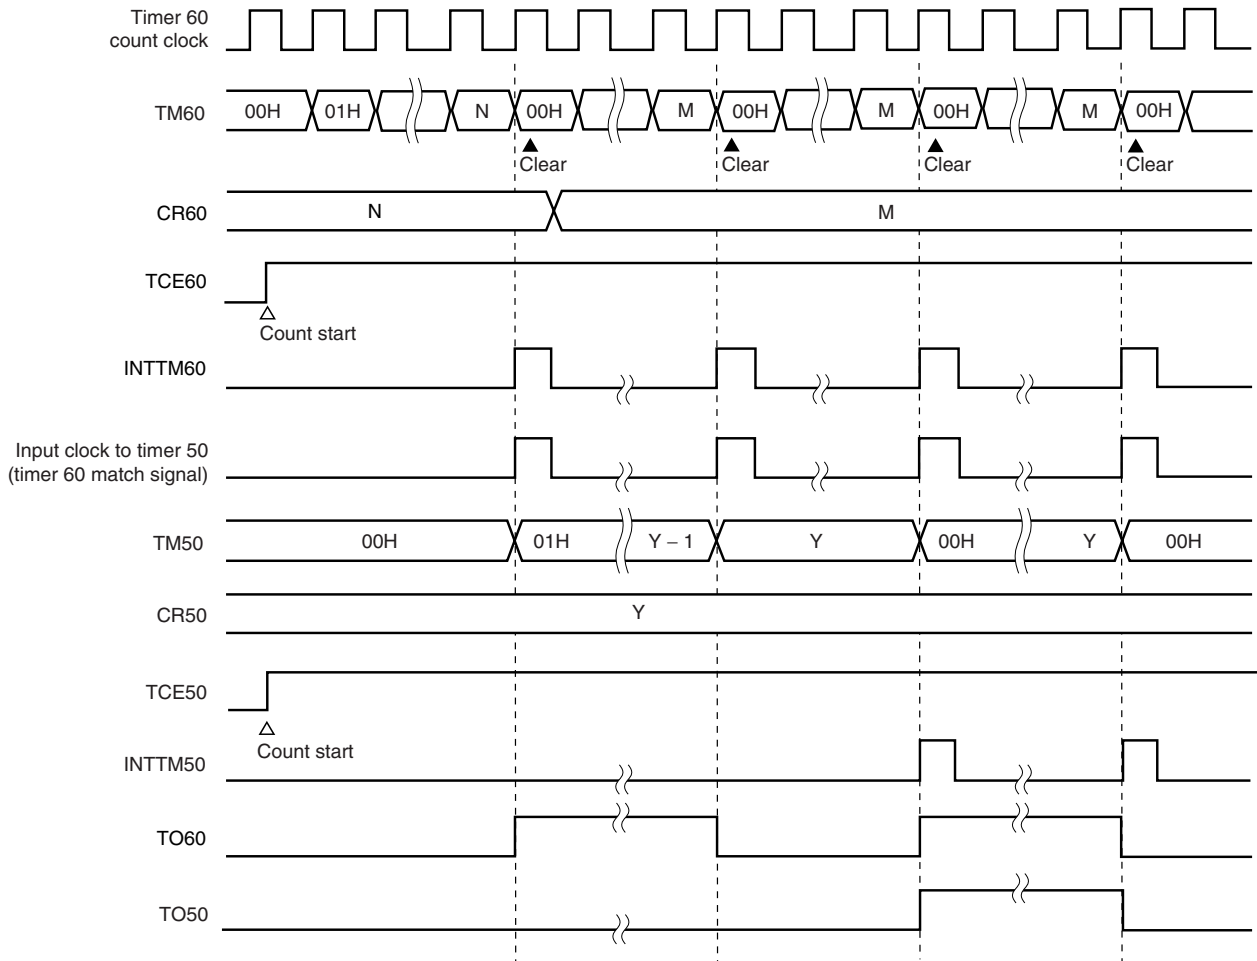 Timer 60
count clock
TM60 00H 01H N 00H M 00H M 00H M 00H
Clear Clear Clear Clear
CR60 N M
TCE60
Count start
INTTM60
Input clock to timer 50
(timer 60 match signal)
TM50 00H 01H Y – 1 Y 00H Y 00H
CR50 Y
TCE50
Count start
INTTM50
TO60
TO50